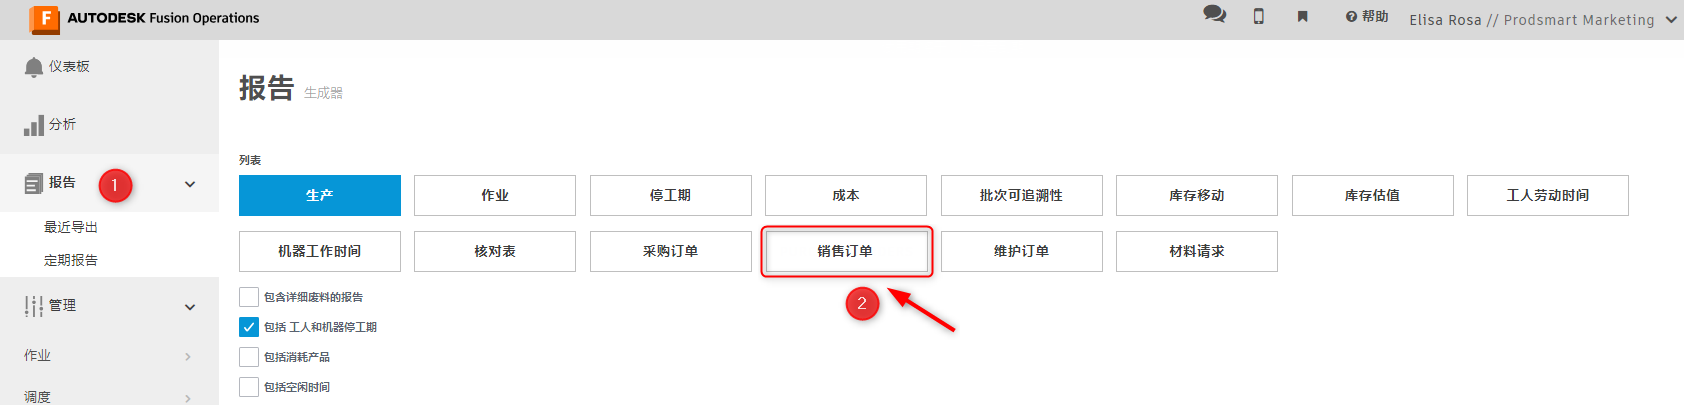 AUTODESK Fusion Operations
帮助
Elisa Rosa // Prodsmart Marketing
仪表板
分析
报告
1
最近导出
定期报告
管理
作业
调度
报告 生成器
列表
生产 作业 停工期 成本 批次可追溯性 库存移动 库存估值 工人劳动时间
机器工作时间 核对表 采购订单 销售订单 维护订单 材料请求
2
包含详细废料的报告
包括 工人和机器停工期
包括消耗产品
包括空闲时间